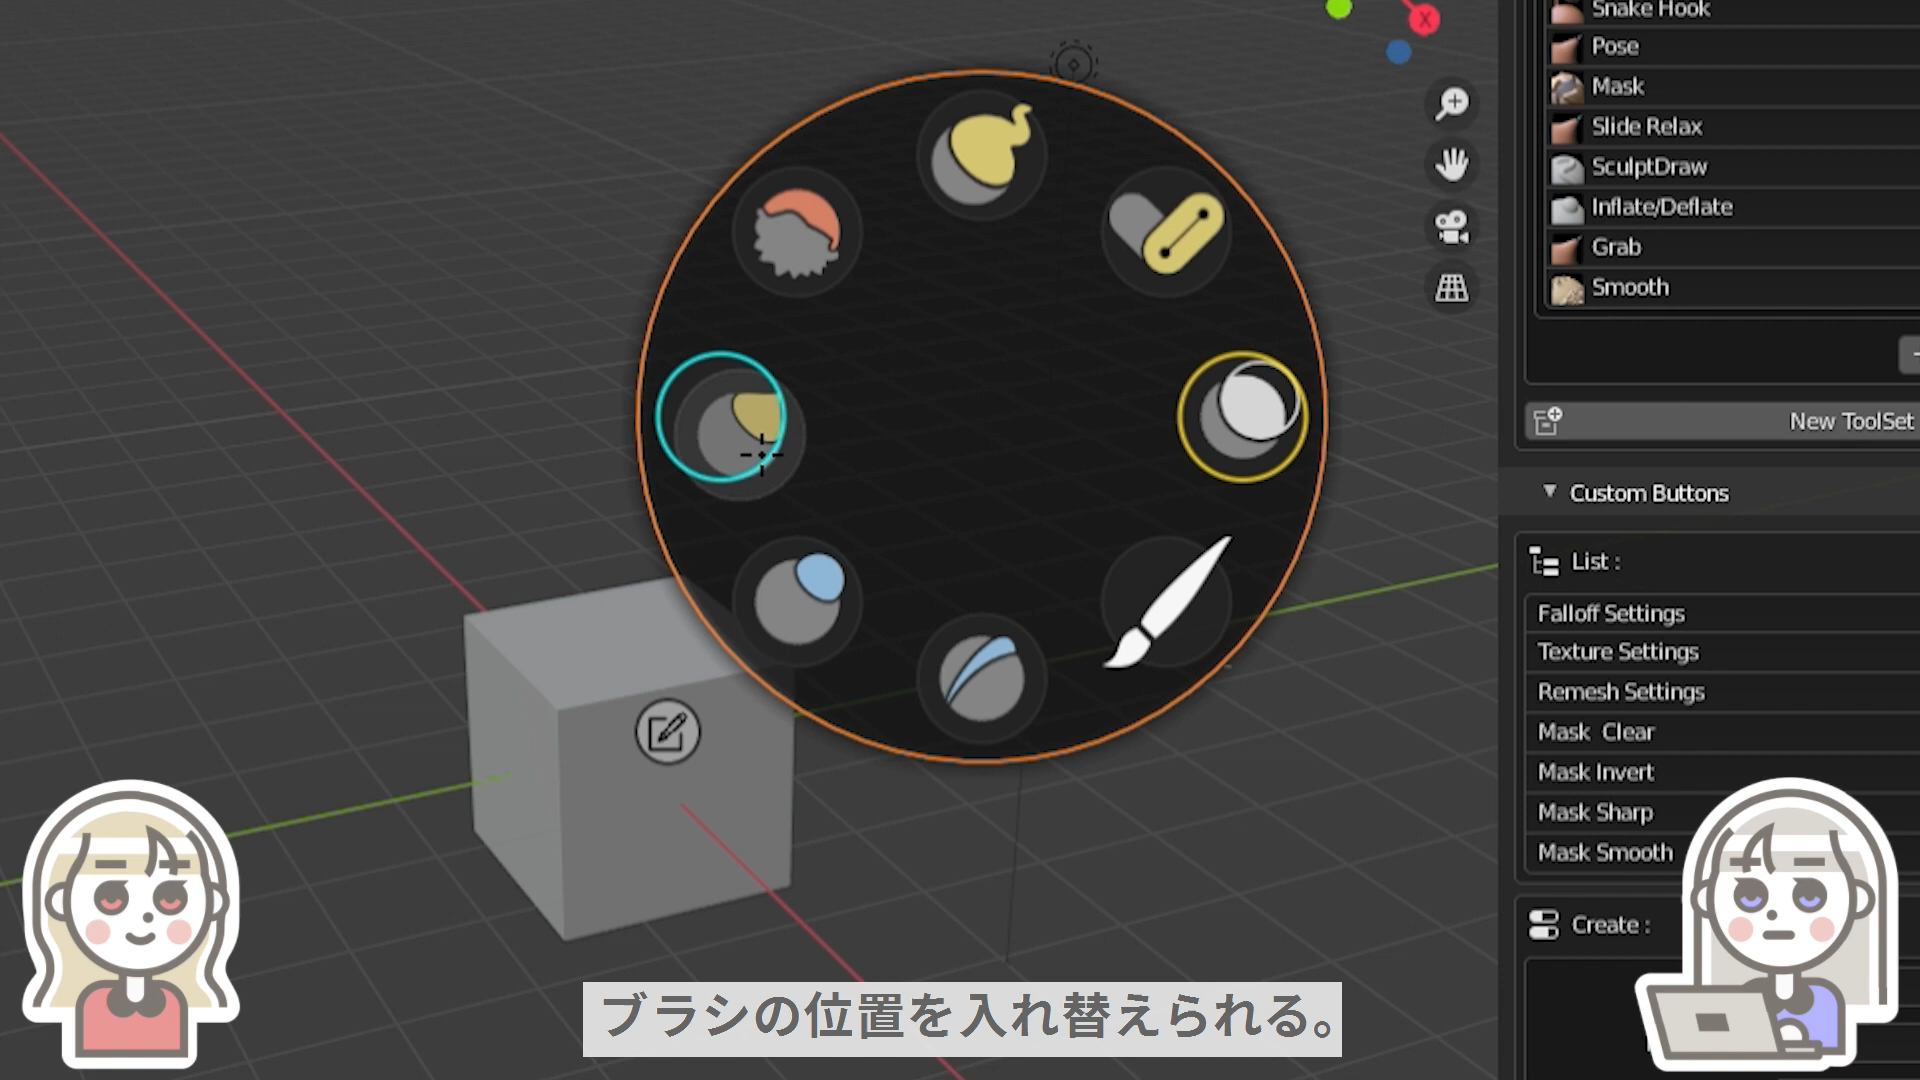 X
Snake Hook
Pose
Mask
Slide Relax
SculptDraw
Inflate/Deflate
Grab
Smooth
New ToolSet
Custom Buttons
List :
Falloff Settings
Texture Settings
Remesh Settings
Mask  Clear
Mask Invert
Mask Sharp
Mask Smooth
Create :
ブラシの位置を入れ替えられる。